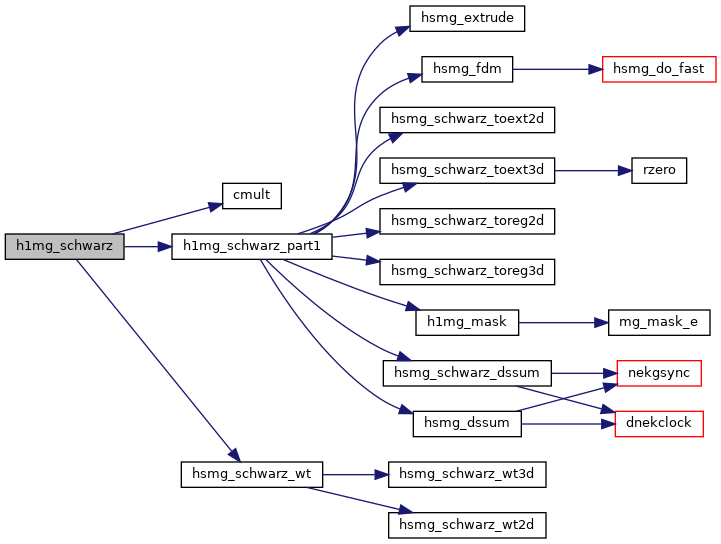 hsmg_extrude
hsmg_fdm
hsmg_do_fast
hsmg_schwarz_toext2d
hsmg_schwarz_toext3d
rzero
cmult
hsmg_schwarz_toreg2d
h1mg_schwarz
h1mg_schwarz_part1
hsmg_schwarz_toreg3d
h1mg_mask
mg_mask_e
hsmg_schwarz_dssum
nekgsync
hsmg_dssum
dnekclock
hsmg_schwarz_wt
hsmg_schwarz_wt3d
hsmg_schwarz_wt2d